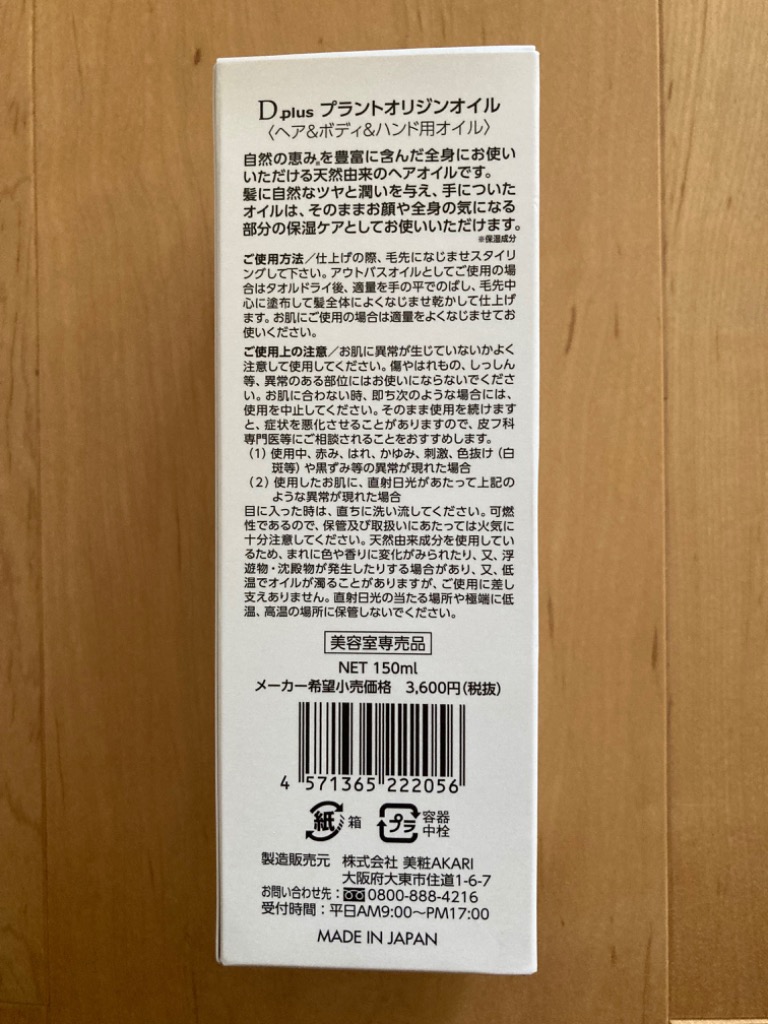 D.plus プラントオリジンオイル
〈ヘア&ボディ&ハンド用オイル〉
自然の恵み※を豊富に含んだ全身にお使い
いただける天然由来のヘアオイルです。
髪に自然なツヤと潤いを与え、手についた
オイルは、そのままお顔や全身の気になる
部分の保湿ケアとしてお使いいただけます。
※保湿成分
ご使用方法/仕上げの際、毛先になじませスタイリ
ングして下さい。アウトバスオイルとしてご使用の場
合はタオルドライ後、適量を手の平でのばし、毛先中
心に塗布して髪全体によくなじませ乾かして仕上げ
ます。お肌にご使用の場合は適量をよくなじませてお
使いください。
ご使用上の注意/お肌に異常が生じていないかよく
注意して使用してください。傷やはれもの、しっしん
等、異常のある部位にはお使いにならないでくださ
い。お肌に合わない時、即ち次のような場合には、
使用を中止してください。そのまま使用を続けます
と、症状を悪化させることがありますので、皮フ科
専門医等にご相談されることをおすすめします。
(1)使用中、赤み、はれ、かゆみ、刺激、色抜け(白
斑等)や黒ずみ等の異常が現れた場合
(2)使用したお肌に、直射日光があたって上記の
ような異常が現れた場合
目に入った時は、直ちに洗い流してください。可燃
性であるので、保管及び取扱いにあたっては火気に
十分注意してください。天然由来成分を使用してい
るため、まれに色や香りに変化がみられたり、又、浮
遊物・沈殿物が発生したりする場合があり、又、低
温でオイルが濁ることがありますが、ご使用に差し
支えありません。直射日光の当たる場所や極端に低
温、高温の場所に保管しないでください。
美容室専売品
NET 150ml
メーカー希望小売価格 3,600円(税抜)
4 571365 222056
紙 箱 プラ 容器
中栓
製造販売元 株式会社 美粧AKARI
大阪府大東市住道1-6-7
お問い合わせ先:0800-888-4216
受付時間:平日AM9:00〜PM17:00
MADE IN JAPAN